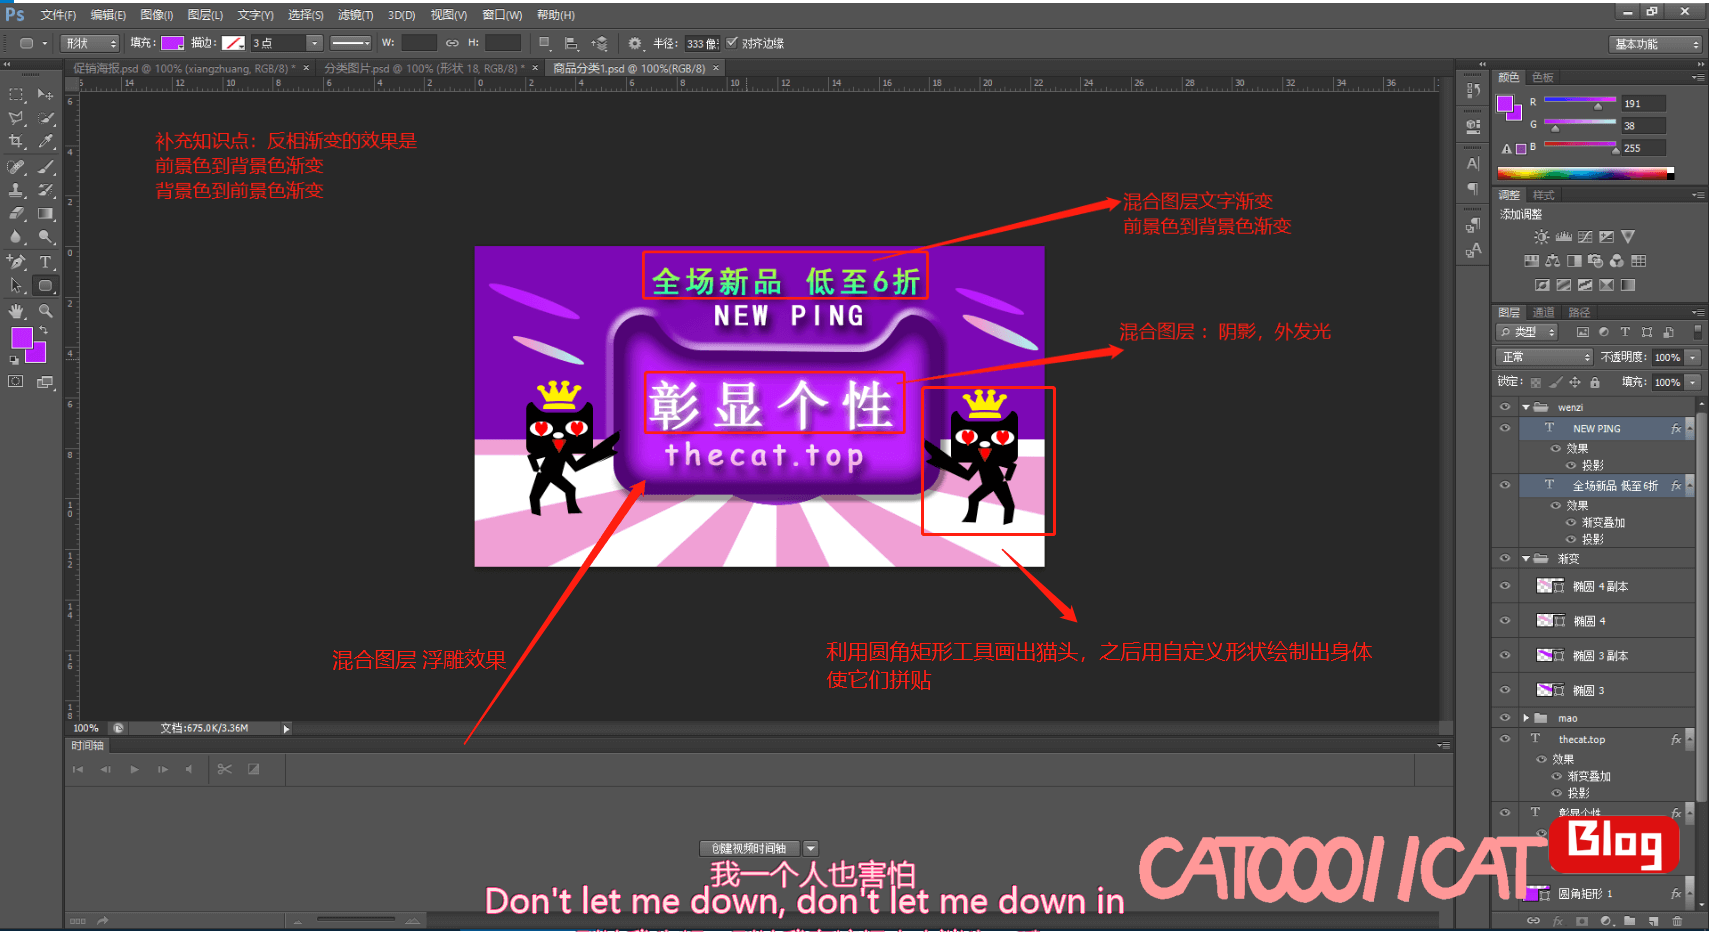 Ps 文件(F) 编辑(E) 图像(I) 图层(L) 文字(Y) 选择(S) 滤镜(T) 3D(D) 视图(V) 窗口(W) 帮助(H)
形状 填充: 描边: 3点 W: H: 半径: 333 像 对齐边缘 基本功能
促销海报.psd @ 100% (xiangzhuang, RGB/8) * × 分类图片.psd @ 100% (形状 18, RGB/8) * × 商品分类1.psd @ 100%(RGB/8) ×
颜色 色板
R 191
G 38
B 255
调整 样式
添加调整
补充知识点：反相渐变的效果是
前景色到背景色渐变
背景色到前景色渐变
混合图层文字渐变
前景色到背景色渐变
全场新品 低至6折
NEW PING
混合图层：阴影，外发光
彰显个性
thecat.top
混合图层 浮雕效果
利用圆角矩形工具画出猫头，之后用自定义形状绘制出身体
使它们拼贴
图层 通道 路径
类型
正常 不透明度: 100%
锁定: 填充: 100%
wenzi
T NEW PING fx
效果
投影
T 全场新品 低至6折 fx
效果
渐变叠加
投影
渐变
椭圆 4 副本
椭圆 4
椭圆 3 副本
椭圆 3
mao
T thecat.top fx
效果
渐变叠加
投影
T 彰显个性 fx
圆角矩形 1 fx
100% 文档:675.0K/3.36M
时间轴
创建视频时间轴
我一个人也害怕
Don't let me down, don't let me down in
CATOOO1 1CAT Blog